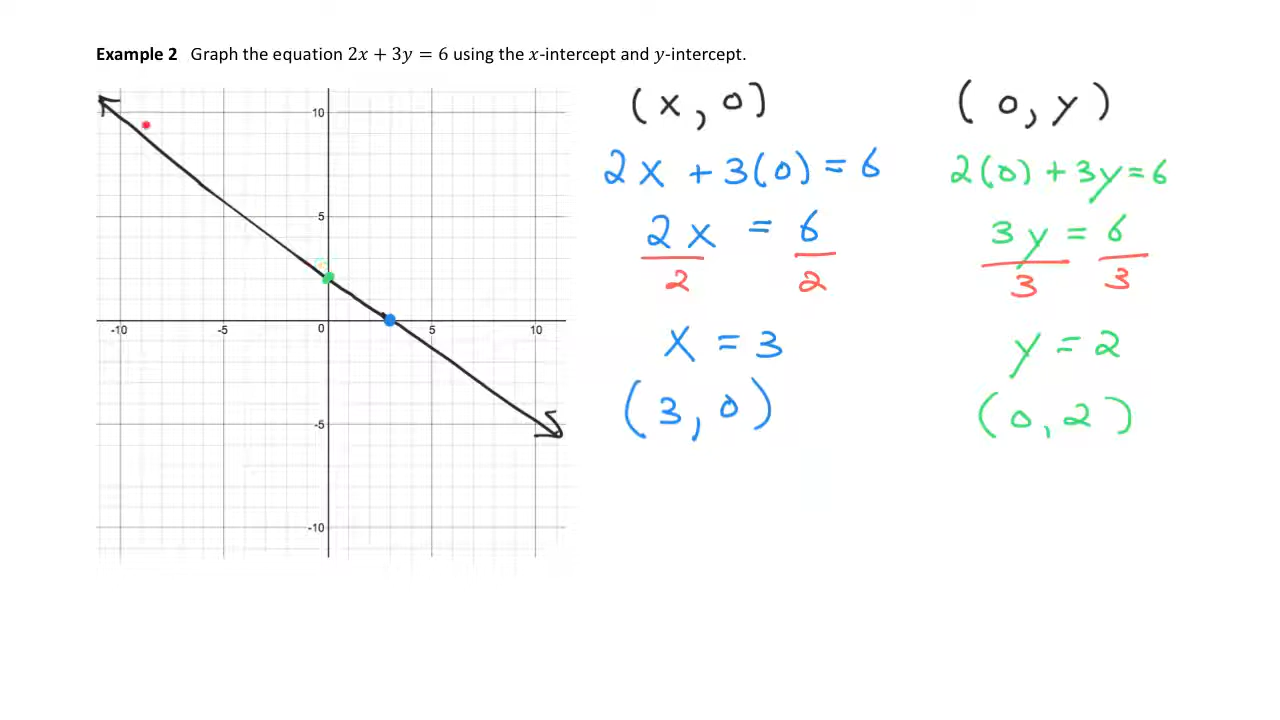 Example 2 Graph the equation 2x + 3y = 6 using the x-intercept and y-intercept.
10
5
-10 -5 0 5 10
-5
-10
(x, 0)
2x + 3(0) = 6
2x = 6
2 2
x = 3
(3, 0)
(0, y)
2(0) + 3y = 6
3y = 6
3 3
y = 2
(0, 2)